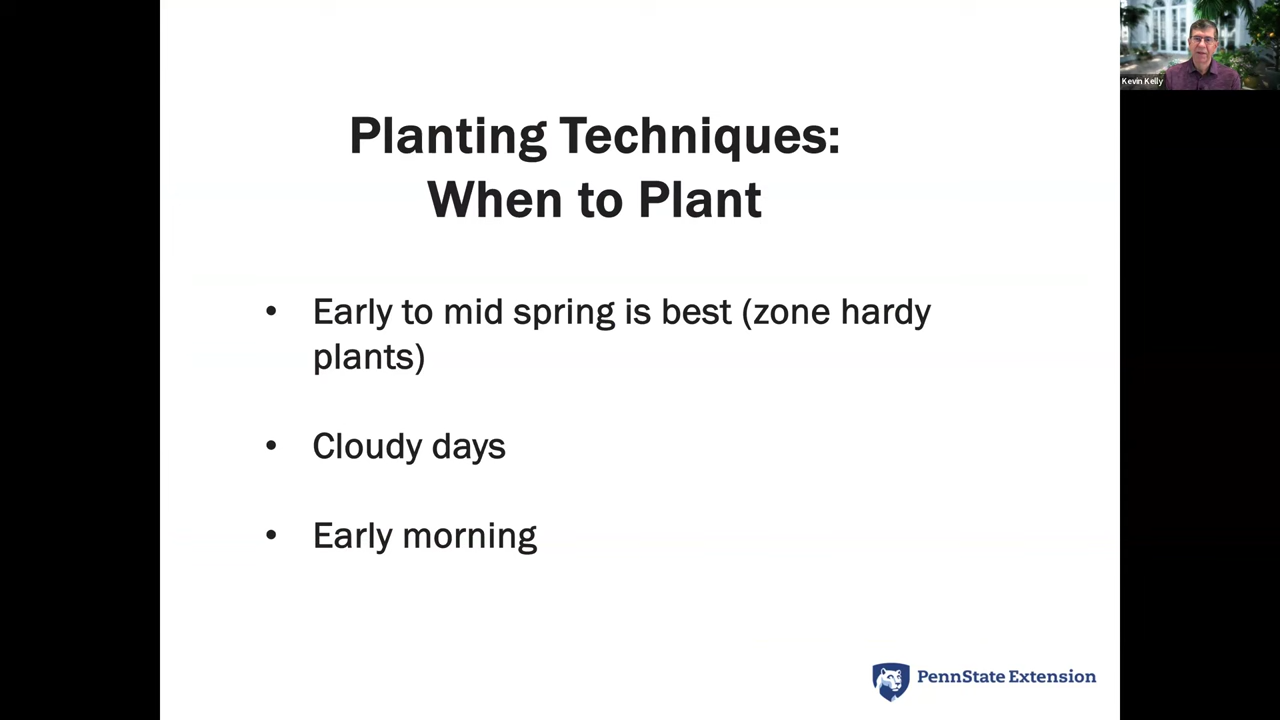 Kevin Kelly
Planting Techniques:
When to Plant
• Early to mid spring is best (zone hardy
plants)
• Cloudy days
• Early morning
PennState Extension